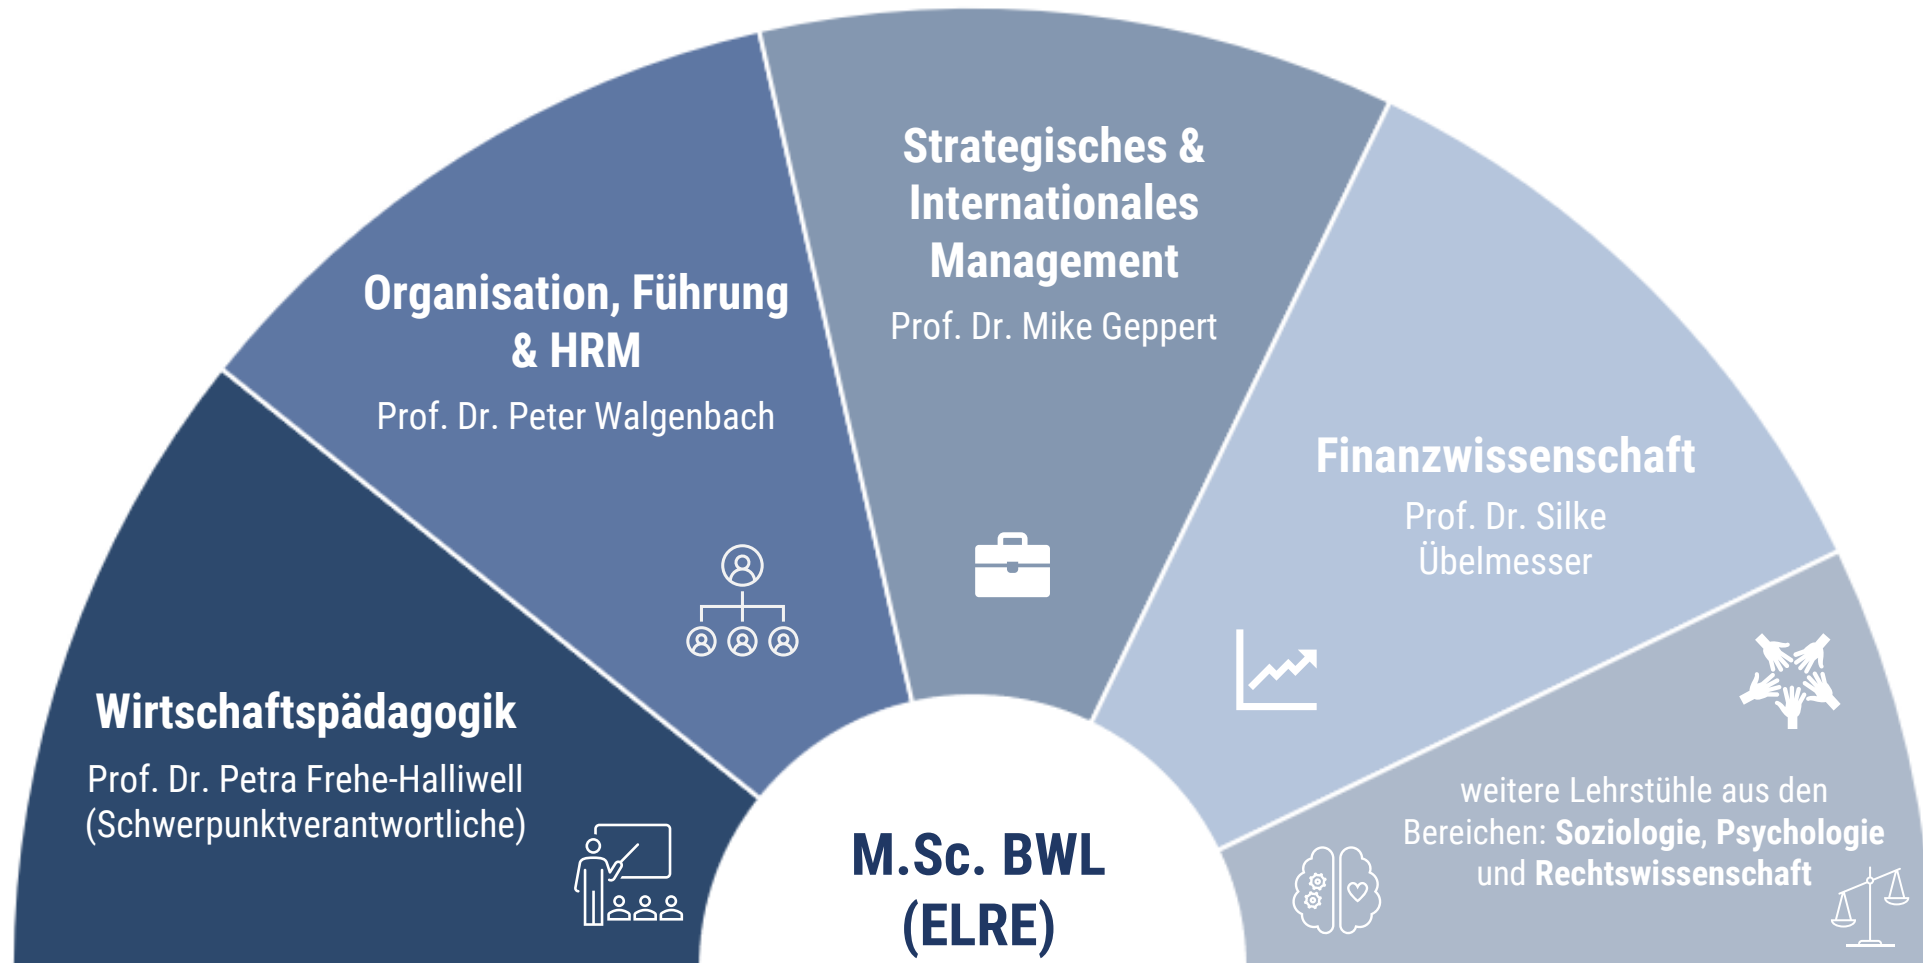 Strategisches &
Internationales
Management
Prof. Dr. Mike Geppert
Organisation, Führung
& HRM
Prof. Dr. Peter Walgenbach
Finanzwissenschaft
Prof. Dr. Silke
Übelmesser
Wirtschaftspädagogik
Prof. Dr. Petra Frehe-Halliwell
(Schwerpunktverantwortliche)
weitere Lehrstühle aus den
Bereichen: Soziologie, Psychologie
und Rechtswissenschaft
M.Sc. BWL
(ELRE)